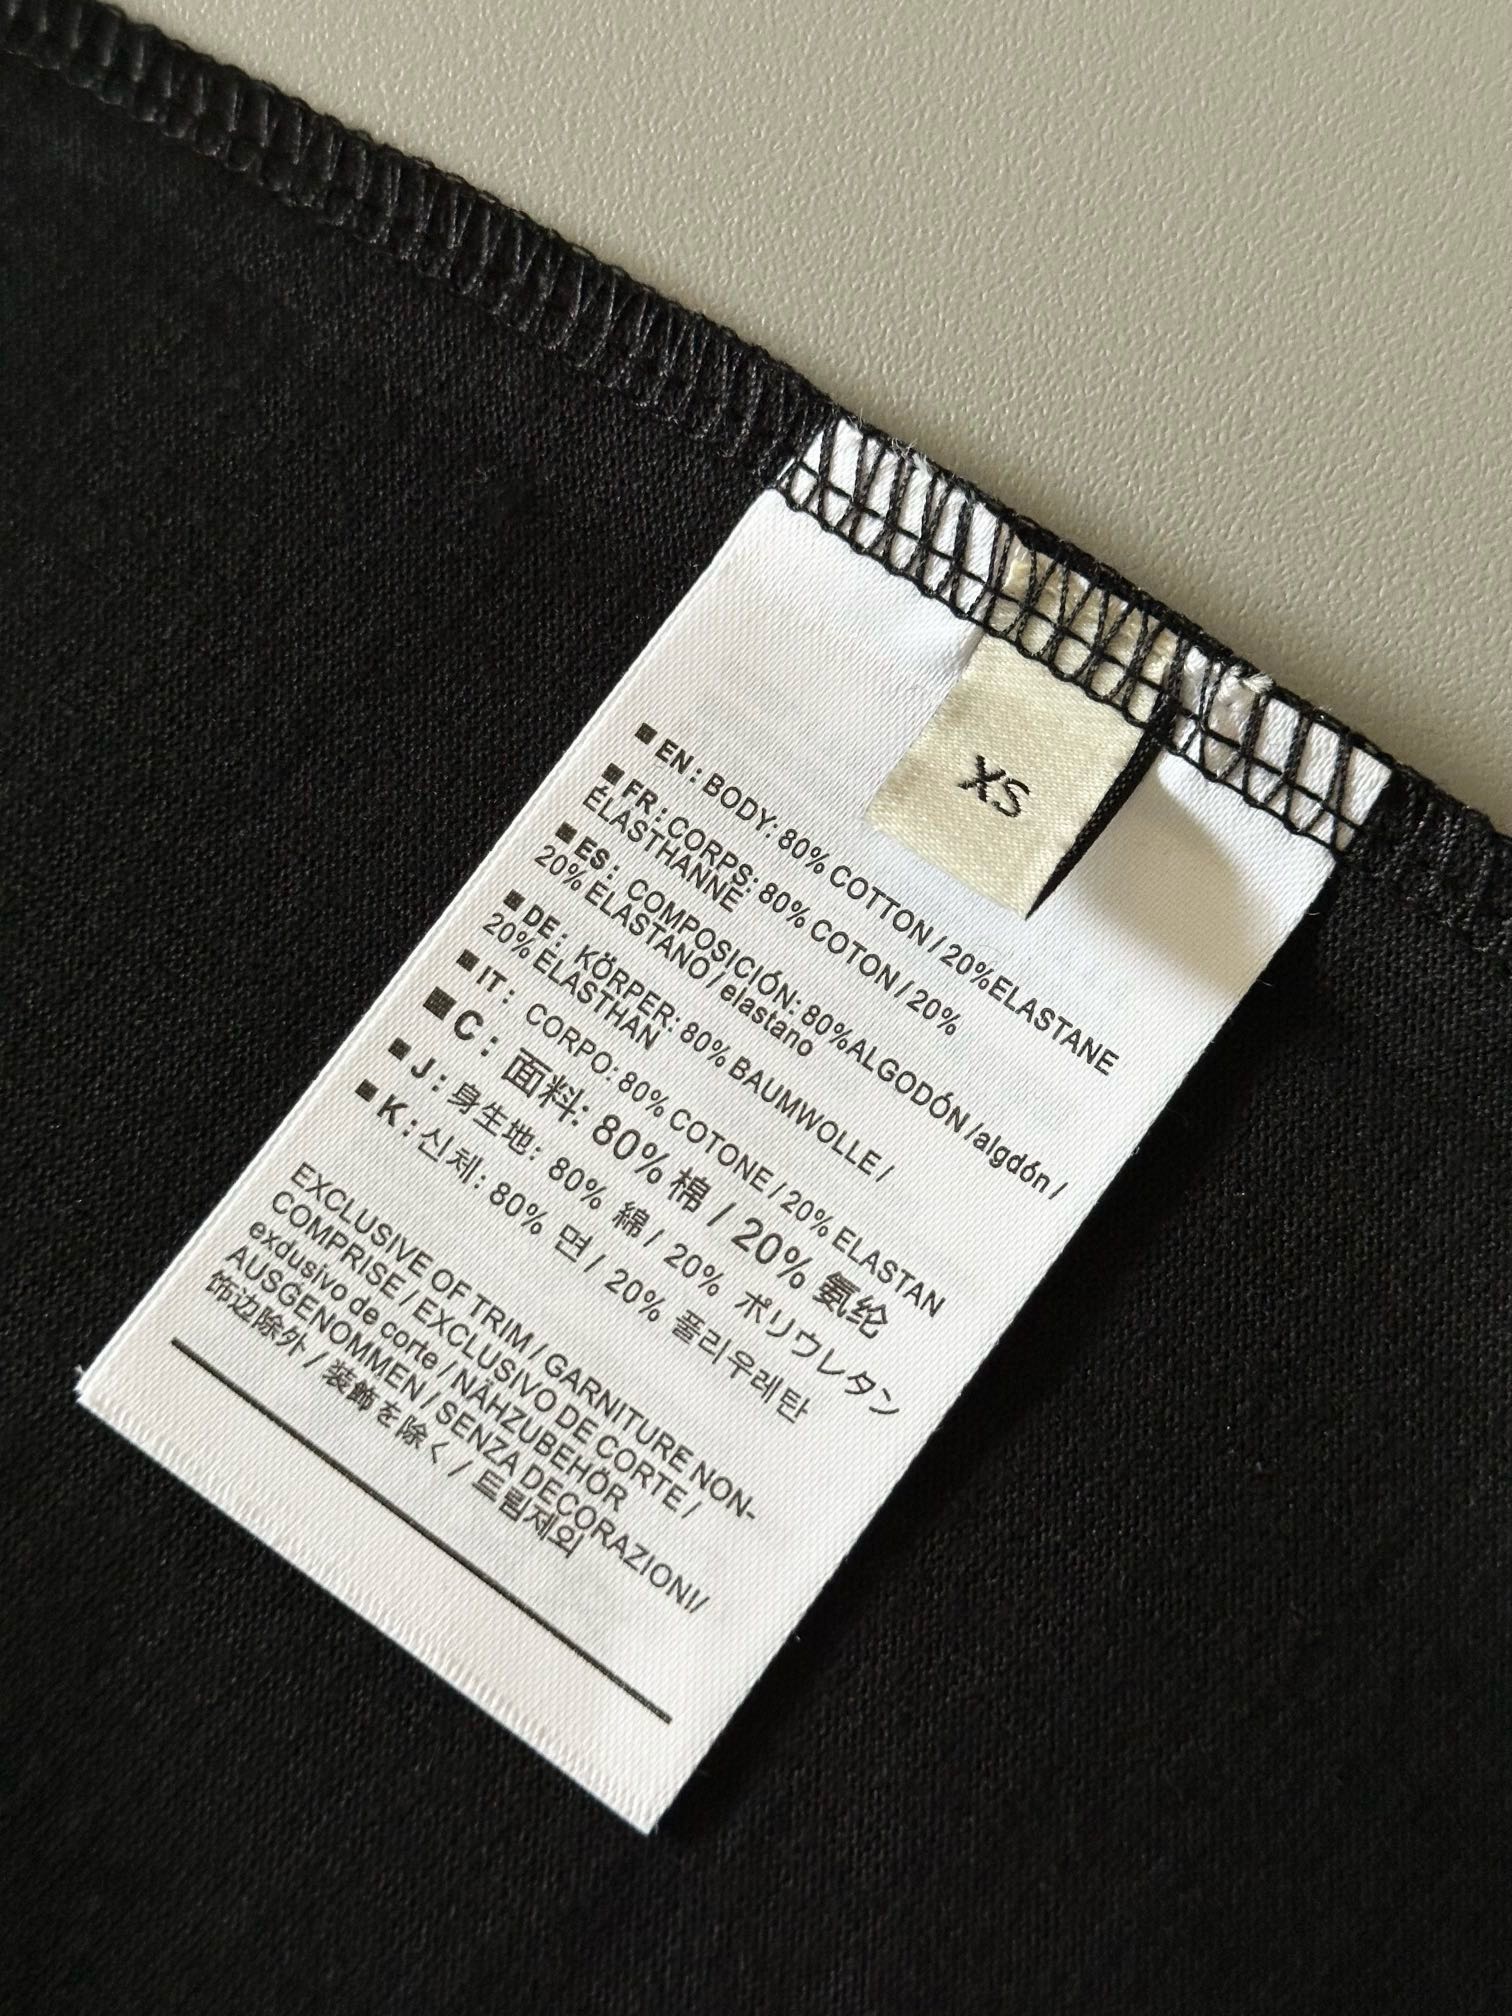 XS
■ EN : BODY: 80% COTTON / 20%ELASTANE
■ FR : CORPS: 80% COTON / 20%
ÉLASTHANNE
■ ES : COMPOSICIÓN: 80%ALGODÓN /algdón /
20% ELASTANO / elastano
■ DE : KÖRPER: 80% BAUMWOLLE /
20% ELASTHAN
■ IT : CORPO: 80% COTONE / 20% ELASTAN
■ C : 面料: 80% 棉 / 20% 氨纶
■ J : 身生地: 80% 綿 / 20% ポリウレタン
■ K : 신체: 80% 면 / 20% 폴리우레탄
EXCLUSIVE OF TRIM / GARNITURE NON-
COMPRISE / EXCLUSIVO DE CORTE /
exdusivo de corte / NÄHZUBEHÖR
AUSGENOMMEN / SENZA DECORAZIONI/
饰边除外 / 装飾を除く / 트림제외